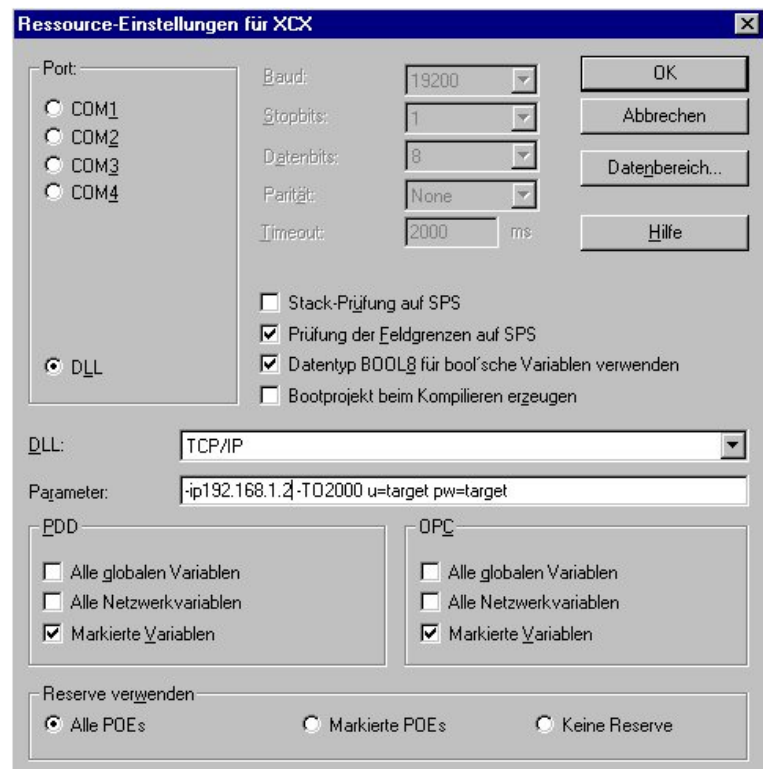 Ressource-Einstellungen für XCX
Port:
COM1
COM2
COM3
COM4
DLL
Baud: 19200
Stopbits: 1
Datenbits: 8
Parität: None
Timeout: 2000 ms
OK
Abbrechen
Datenbereich...
Hilfe
Stack-Prüfung auf SPS
Prüfung der Feldgrenzen auf SPS
Datentyp BOOL8 für bool´sche Variablen verwenden
Bootprojekt beim Kompilieren erzeugen
DLL: TCP/IP
Parameter: -ip192.168.1.2 -TO2000 u=target pw=target
PDD
Alle globalen Variablen
Alle Netzwerkvariablen
Markierte Variablen
OPC
Alle globalen Variablen
Alle Netzwerkvariablen
Markierte Variablen
Reserve verwenden
Alle POEs Markierte POEs Keine Reserve